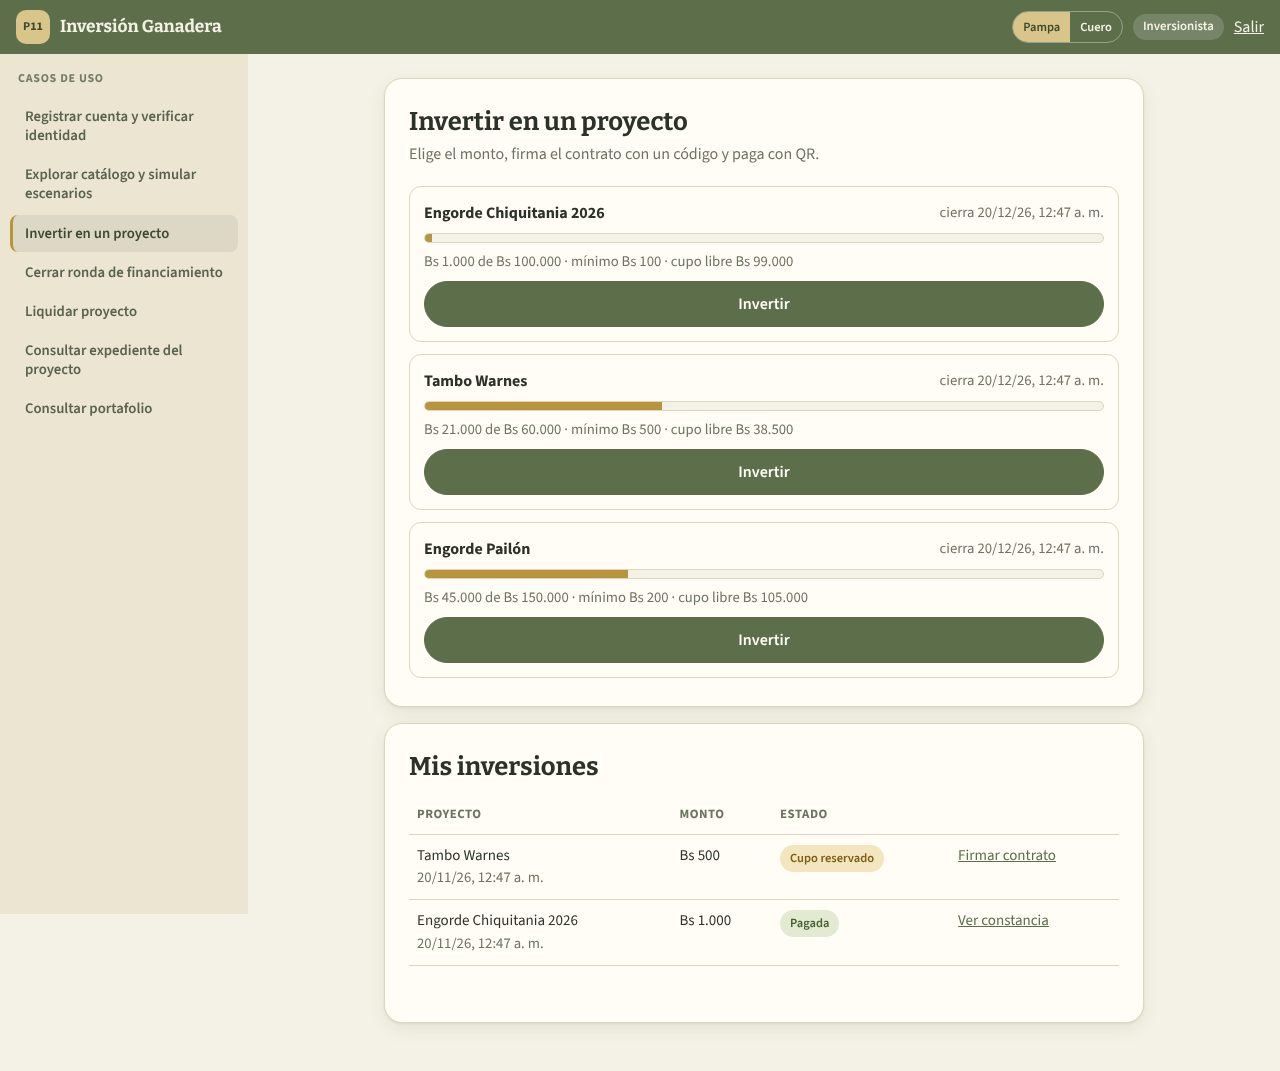 P11 Inversión Ganadera
Pampa Cuero Inversionista Salir
CASOS DE USO
Registrar cuenta y verificar
identidad
Explorar catálogo y simular
escenarios
Invertir en un proyecto
Cerrar ronda de financiamiento
Liquidar proyecto
Consultar expediente del
proyecto
Consultar portafolio
Invertir en un proyecto
Elige el monto, firma el contrato con un código y paga con QR.
Engorde Chiquitania 2026 cierra 20/12/26, 12:47 a. m.
Bs 1.000 de Bs 100.000 · mínimo Bs 100 · cupo libre Bs 99.000
Invertir
Tambo Warnes cierra 20/12/26, 12:47 a. m.
Bs 21.000 de Bs 60.000 · mínimo Bs 500 · cupo libre Bs 38.500
Invertir
Engorde Pailón cierra 20/12/26, 12:47 a. m.
Bs 45.000 de Bs 150.000 · mínimo Bs 200 · cupo libre Bs 105.000
Invertir
Mis inversiones
PROYECTO MONTO ESTADO
Tambo Warnes Bs 500 Cupo reservado Firmar contrato
20/11/26, 12:47 a. m.
Engorde Chiquitania 2026 Bs 1.000 Pagada Ver constancia
20/11/26, 12:47 a. m.